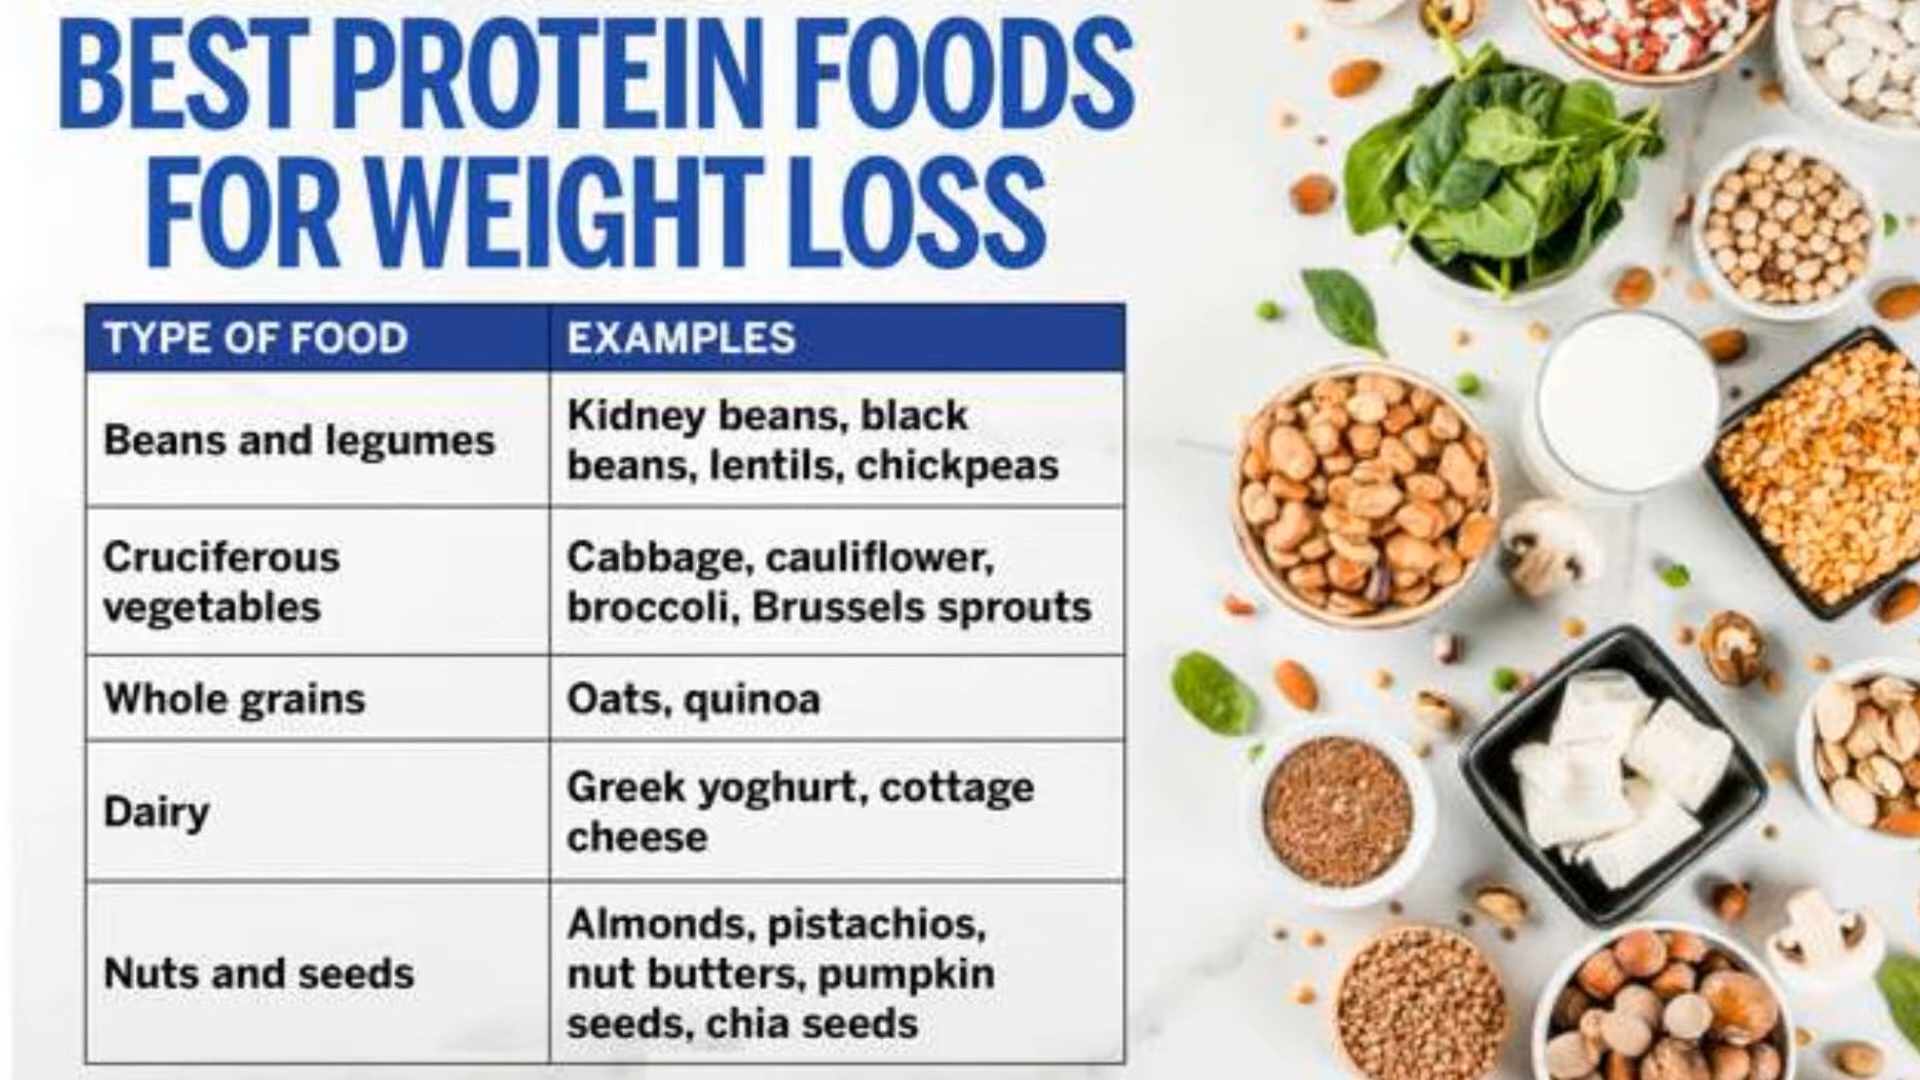 BEST PROTEIN FOODS
FOR WEIGHT LOSS
TYPE OF FOOD
EXAMPLES
Beans and legumes
Kidney beans, black
beans, lentils, chickpeas
Cruciferous
vegetables
Cabbage, cauliflower,
broccoli, Brussels sprouts
Whole grains
Oats, quinoa
Dairy
Greek yoghurt, cottage
cheese
Nuts and seeds
Almonds, pistachios,
nut butters, pumpkin
seeds, chia seeds